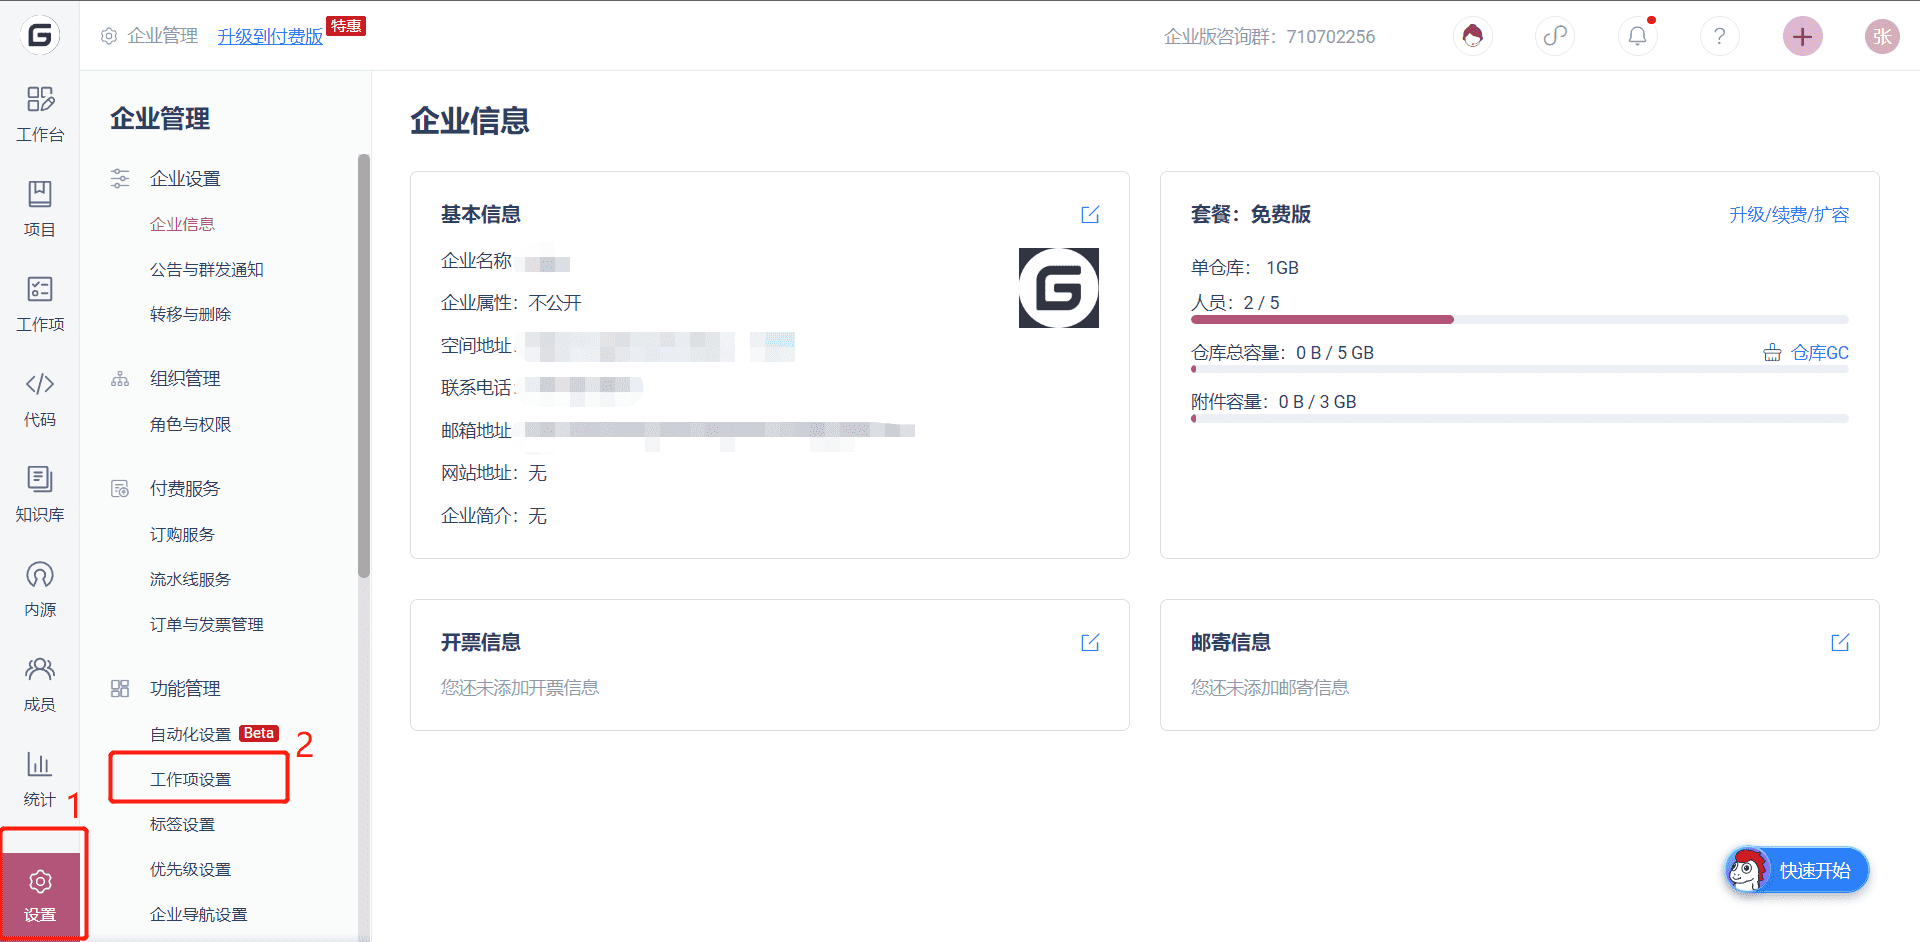 企业管理
升级到付费版
特惠
企业版咨询群：710702256
张
工作台
项目
工作项
代码
知识库
内源
成员
统计
1
设置
企业管理
企业设置
企业信息
公告与群发通知
转移与删除
组织管理
角色与权限
付费服务
订购服务
流水线服务
订单与发票管理
功能管理
自动化设置 Beta
2
工作项设置
标签设置
优先级设置
企业导航设置
企业信息
基本信息
企业名称
企业属性：不公开
空间地址
联系电话
邮箱地址
网站地址：无
企业简介：无
套餐：免费版
升级/续费/扩容
单仓库： 1GB
人员：2 / 5
仓库总容量：0 B / 5 GB
仓库GC
附件容量：0 B / 3 GB
开票信息
您还未添加开票信息
邮寄信息
您还未添加邮寄信息
快速开始